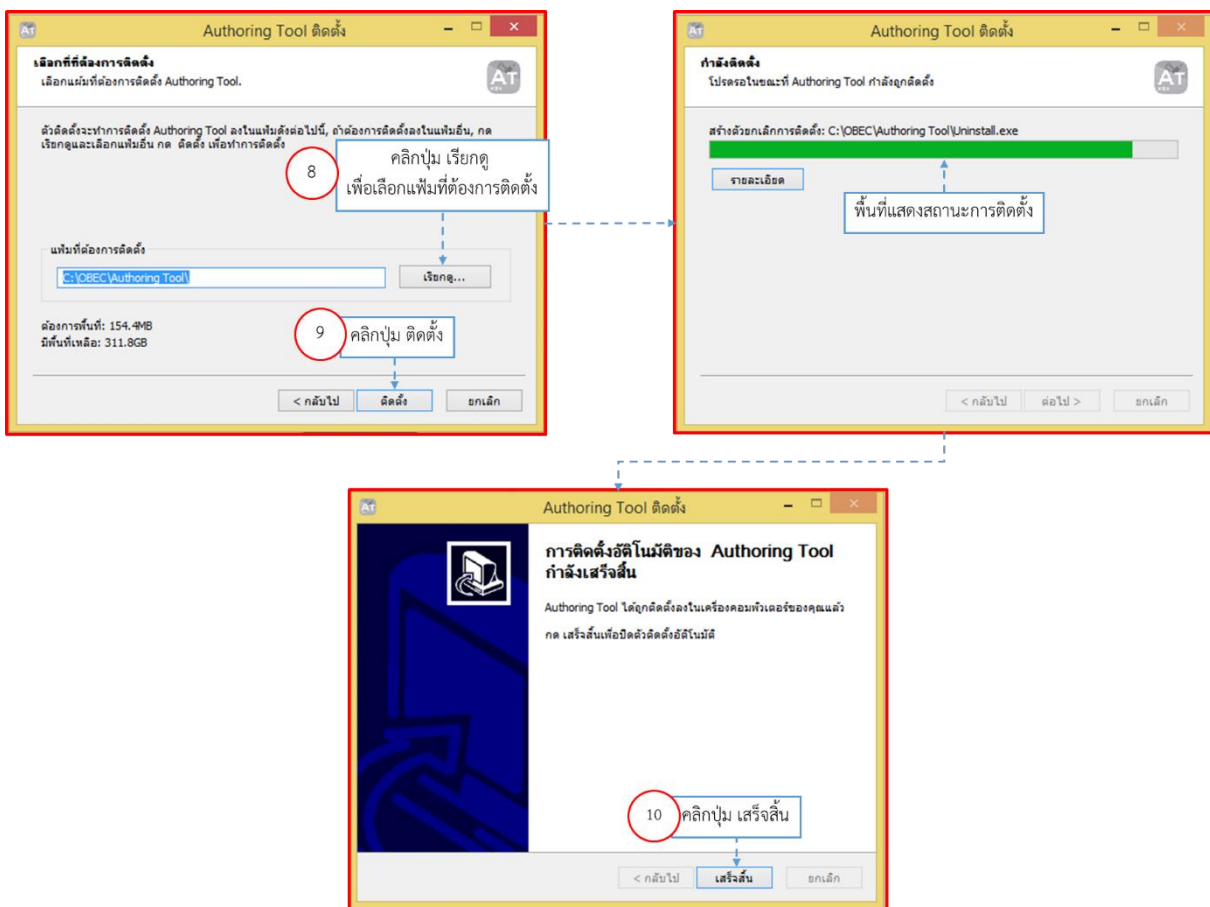 Authoring Tool ติดตั้ง
เลือกที่ที่ต้องการติดตั้ง
เลือกแฟ้มที่ต้องการติดตั้ง Authoring Tool.
AT
ตัวติดตั้งจะทำการติดตั้ง Authoring Tool ลงในแฟ้มดังต่อไปนี้, ถ้าต้องการติดตั้งลงในแฟ้มอื่น, กด
เรียกดูและเลือกแฟ้มอื่น กด ติดตั้ง เพื่อทำการติดตั้ง
8
คลิกปุ่ม เรียกดู
เพื่อเลือกแฟ้มที่ต้องการติดตั้ง
แฟ้มที่ต้องการติดตั้ง
C:\OBEC\Authoring Tool\
เรียกดู...
ต้องการพื้นที่: 154.4MB
มีพื้นที่เหลือ: 311.8GB
9
คลิกปุ่ม ติดตั้ง
< กลับไป
ติดตั้ง
ยกเลิก
Authoring Tool ติดตั้ง
กำลังติดตั้ง
โปรดรอในขณะที่ Authoring Tool กำลังถูกติดตั้ง
AT
สร้างตัวยกเลิกการติดตั้ง: C:\OBEC\Authoring Tool\Uninstall.exe
รายละเอียด
พื้นที่แสดงสถานะการติดตั้ง
< กลับไป
ต่อไป >
ยกเลิก
Authoring Tool ติดตั้ง
การติดตั้งอัติโนมัติของ Authoring Tool
กำลังเสร็จสิ้น
Authoring Tool ได้ถูกติดตั้งลงในเครื่องคอมพิวเตอร์ของคุณแล้ว
กด เสร็จสิ้นเพื่อปิดตัวติดตั้งอัติโนมัติ
10
คลิกปุ่ม เสร็จสิ้น
< กลับไป
เสร็จสิ้น
ยกเลิก